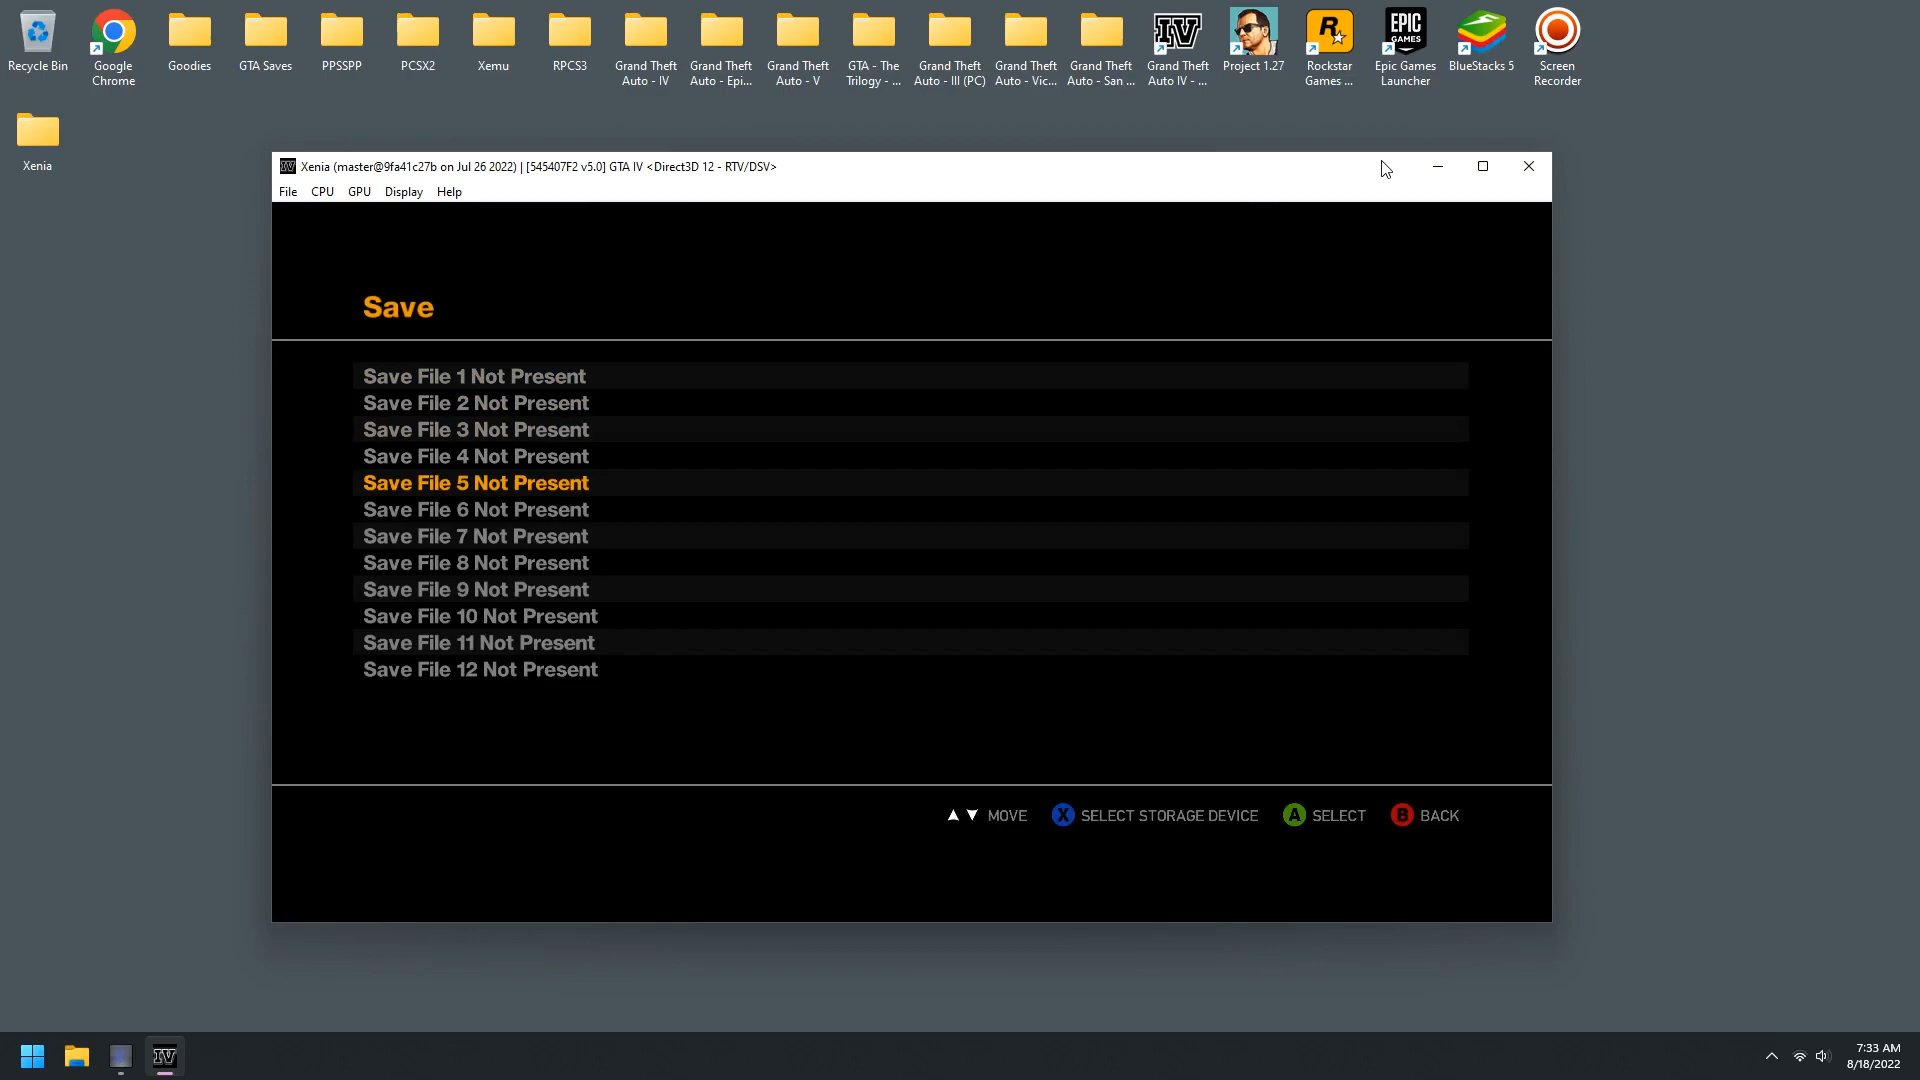 Recycle Bin
Google Chrome
Goodies
GTA Saves
PPSSPP
PCSX2
Xemu
RPCS3
Grand Theft Auto - IV
Grand Theft Auto - Epi...
Grand Theft Auto - V
GTA - The Trilogy - ...
Grand Theft Auto - III (PC)
Grand Theft Auto - Vic...
Grand Theft Auto - San ...
IV
Grand Theft Auto IV - ...
Project 1.27
R
Rockstar Games ...
EPIC GAMES
Epic Games Launcher
BlueStacks 5
Screen Recorder
Xenia
IV
Xenia (master@9fa41c27b on Jul 26 2022) | [545407F2 v5.0] GTA IV <Direct3D 12 - RTV/DSV>
File CPU GPU Display Help
Save
Save File 1 Not Present
Save File 2 Not Present
Save File 3 Not Present
Save File 4 Not Present
Save File 5 Not Present
Save File 6 Not Present
Save File 7 Not Present
Save File 8 Not Present
Save File 9 Not Present
Save File 10 Not Present
Save File 11 Not Present
Save File 12 Not Present
MOVE X SELECT STORAGE DEVICE A SELECT B BACK
IV
7:33 AM
8/18/2022